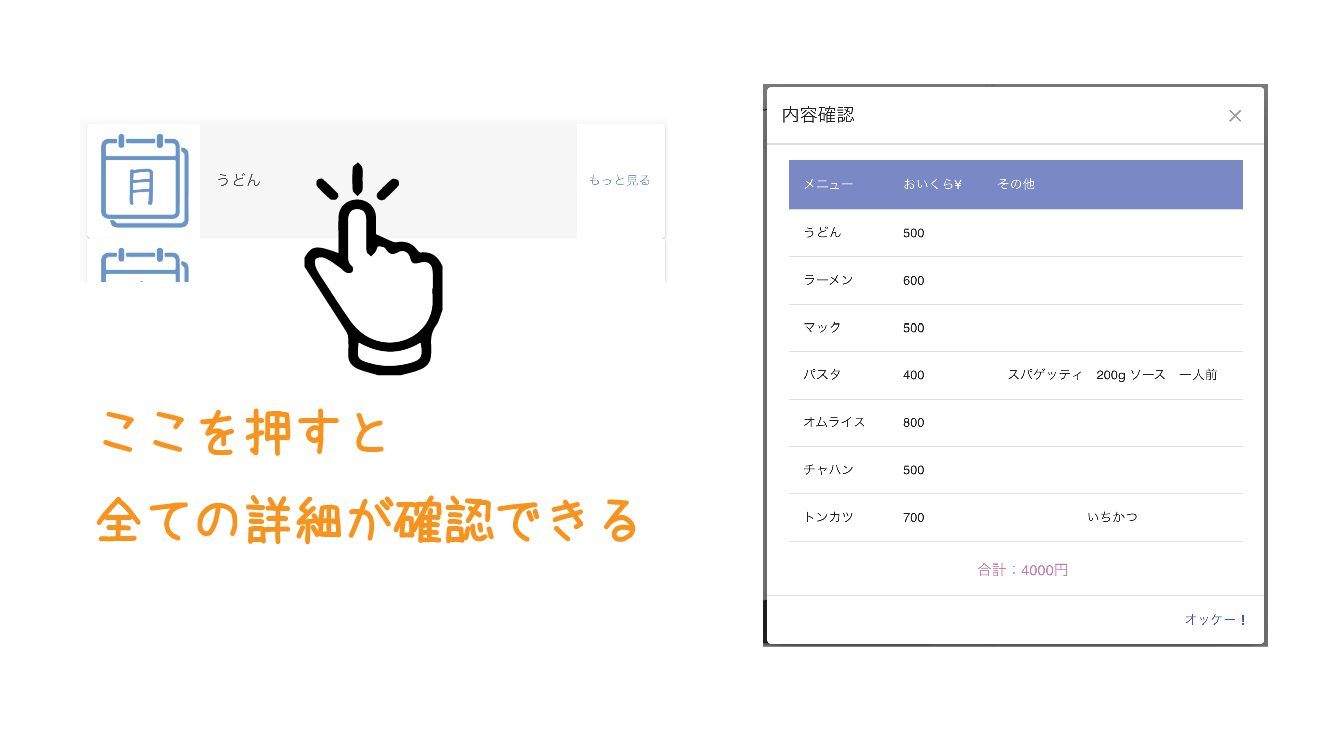 月
うどん
もっと見る
ここを押すと
全ての詳細が確認できる
内容確認
メニュー おいくら¥ その他
うどん 500
ラーメン 600
マック 500
パスタ 400 スパゲッティ　200g ソース　一人前
オムライス 800
チャハン 500
トンカツ 700 いちかつ
合計：4000円
オッケー！